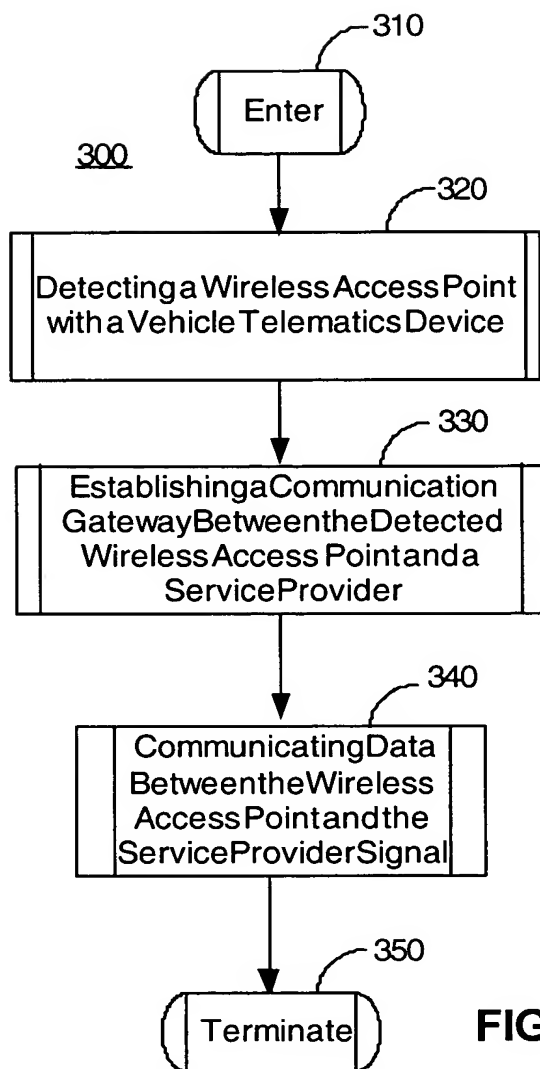 310
Enter
300
320
Detecting a Wireless Access Point
with a Vehicle Telematics Device
330
Establishing a Communication
Gateway Between the Detected
Wireless Access Point and a
Service Provider
340
Communicating Data
Between the Wireless
Access Point and the
Service Provider Signal
350
Terminate
FIG